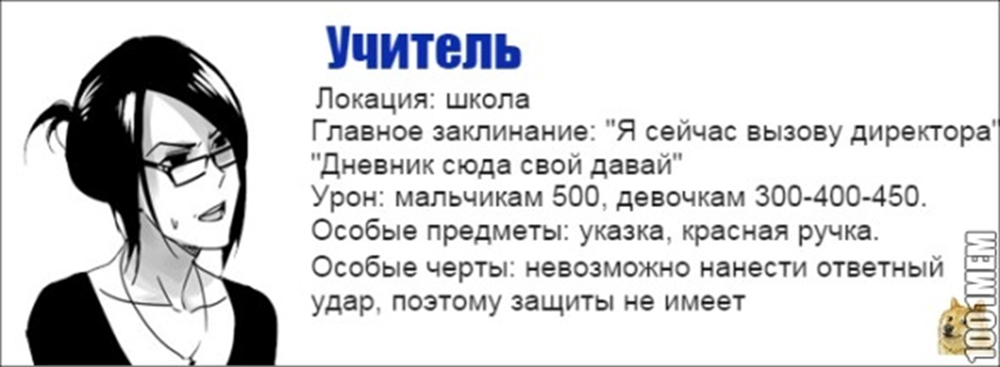 Учитель
Локация: школа
Главное заклинание: "Я сейчас вызову директора"
"Дневник сюда свой давай"
Урон: мальчикам 500, девочкам 300-400-450.
Особые предметы: указка, красная ручка.
Особые черты: невозможно нанести ответный
удар, поэтому защиты не имеет
1001MEM